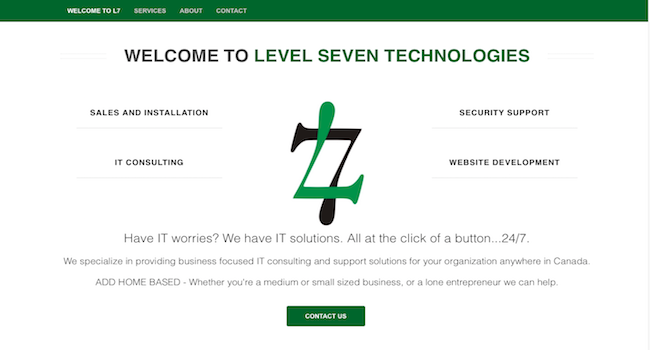 WELCOME TO L7 SERVICES ABOUT CONTACT
WELCOME TO LEVEL SEVEN TECHNOLOGIES
SALES AND INSTALLATION
SECURITY SUPPORT
IT CONSULTING
WEBSITE DEVELOPMENT
Have IT worries? We have IT solutions. All at the click of a button...24/7.
We specialize in providing business focused IT consulting and support solutions for your organization anywhere in Canada.
ADD HOME BASED - Whether you're a medium or small sized business, or a lone entrepreneur we can help.
CONTACT US